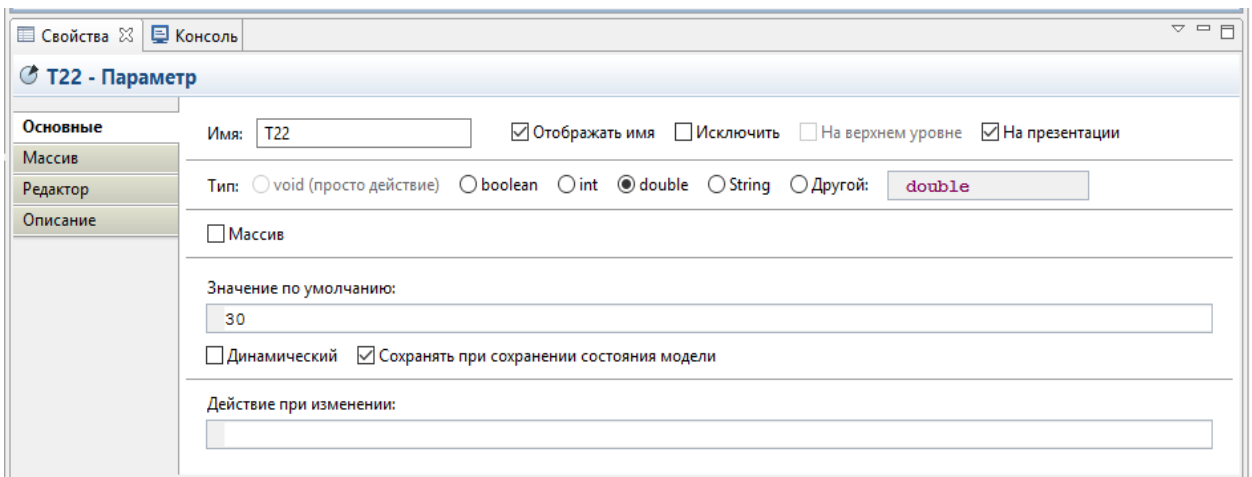 Свойства Консоль
T22 - Параметр
Основные
Массив
Редактор
Описание
Имя: T22 Отображать имя Исключить На верхнем уровне На презентации
Тип: void (просто действие) boolean int double String Другой: double
Массив
Значение по умолчанию:
30
Динамический Сохранять при сохранении состояния модели
Действие при изменении: